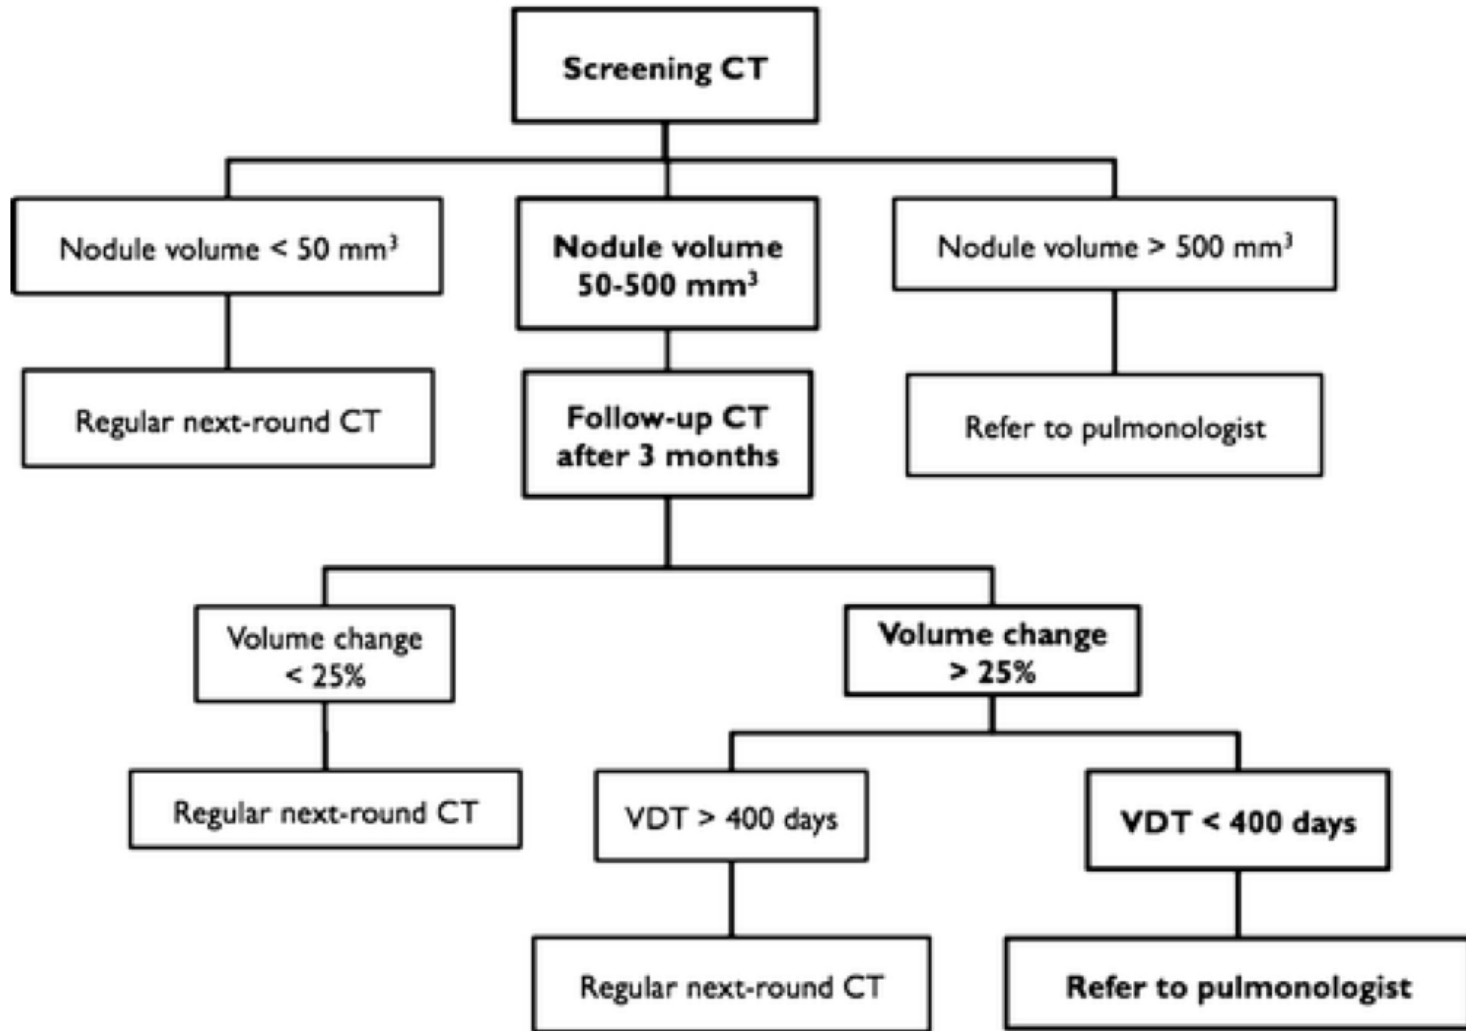 Screening CT
Nodule volume < 50 mm³
Nodule volume
50-500 mm³
Nodule volume > 500 mm³
Regular next-round CT
Follow-up CT
after 3 months
Refer to pulmonologist
Volume change
< 25%
Volume change
> 25%
Regular next-round CT
VDT > 400 days
VDT < 400 days
Regular next-round CT
Refer to pulmonologist